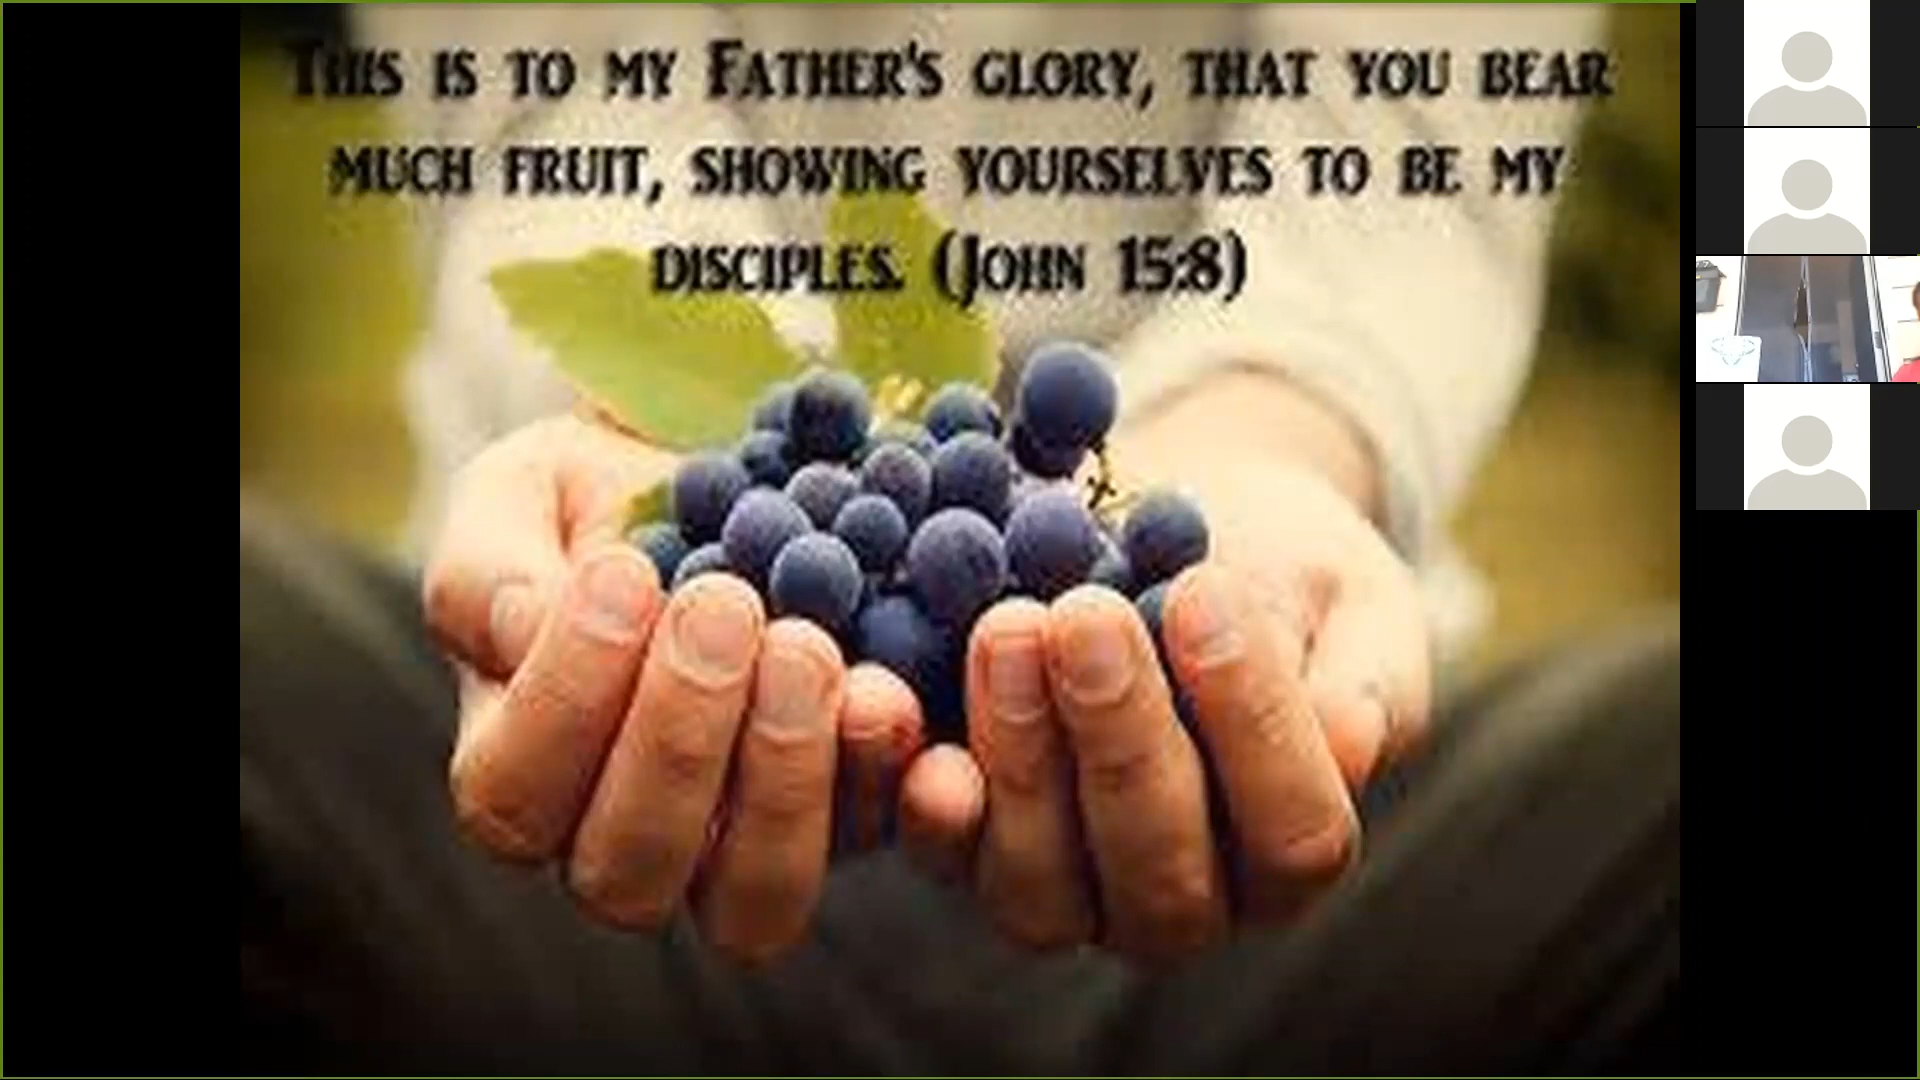 This is to my Father's glory, that you bear
much fruit, showing yourselves to be my
disciples. (John 15:8)